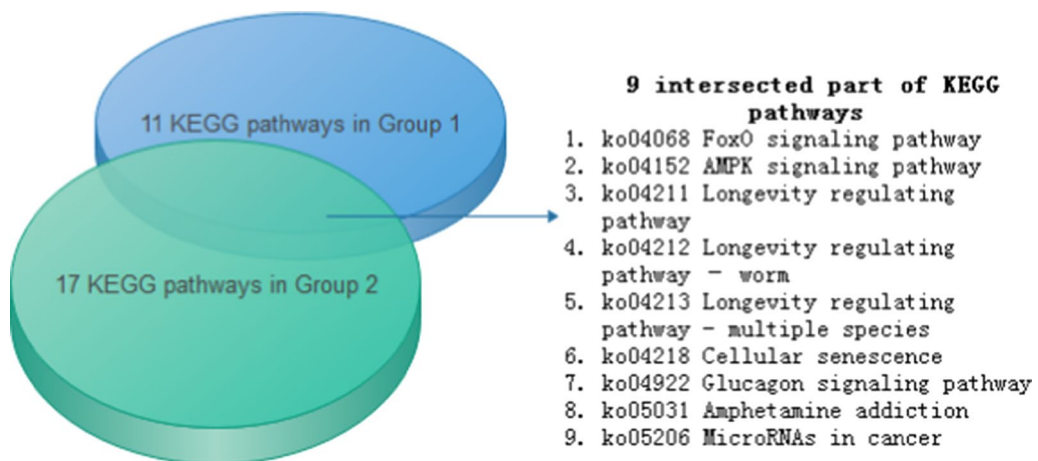 11 KEGG pathways in Group 1
17 KEGG pathways in Group 2
9 intersected part of KEGG
pathways
1. ko04068 FoxO signaling pathway
2. ko04152 AMPK signaling pathway
3. ko04211 Longevity regulating
pathway
4. ko04212 Longevity regulating
pathway - worm
5. ko04213 Longevity regulating
pathway - multiple species
6. ko04218 Cellular senescence
7. ko04922 Glucagon signaling pathway
8. ko05031 Amphetamine addiction
9. ko05206 MicroRNAs in cancer